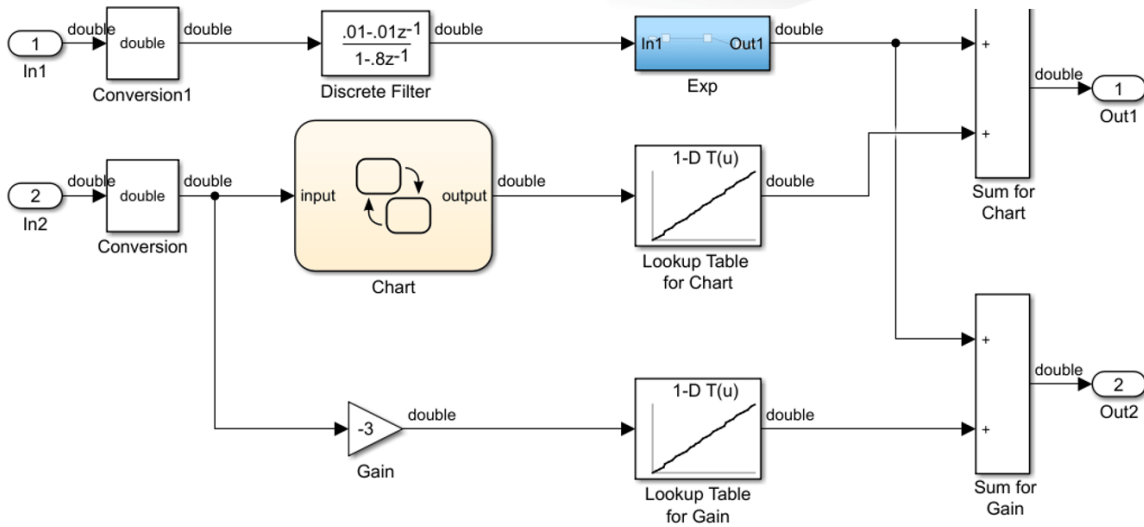 double
double
double
double
double
1
double
.01-.01z-1
1-.8z-1
In1
Out1
+
In1
Conversion1
Discrete Filter
Exp
double
1
Out1
1-D T(u)
+
double
double
double
double
2
double
input
output
Sum for
Chart
In2
Conversion
Lookup Table
for Chart
Chart
+
double
1-D T(u)
2
double
double
Out2
-3
+
Gain
Lookup Table
for Gain
Sum for
Gain